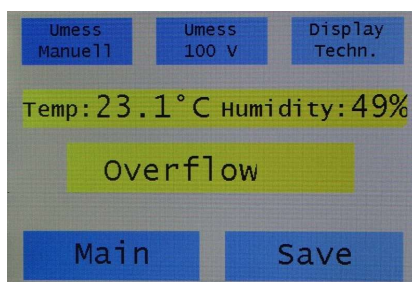 Umess
Manuell
Umess
100 V
Display
Techn.
Temp: 23.1°C Humidity: 49%
Overflow
Main
Save